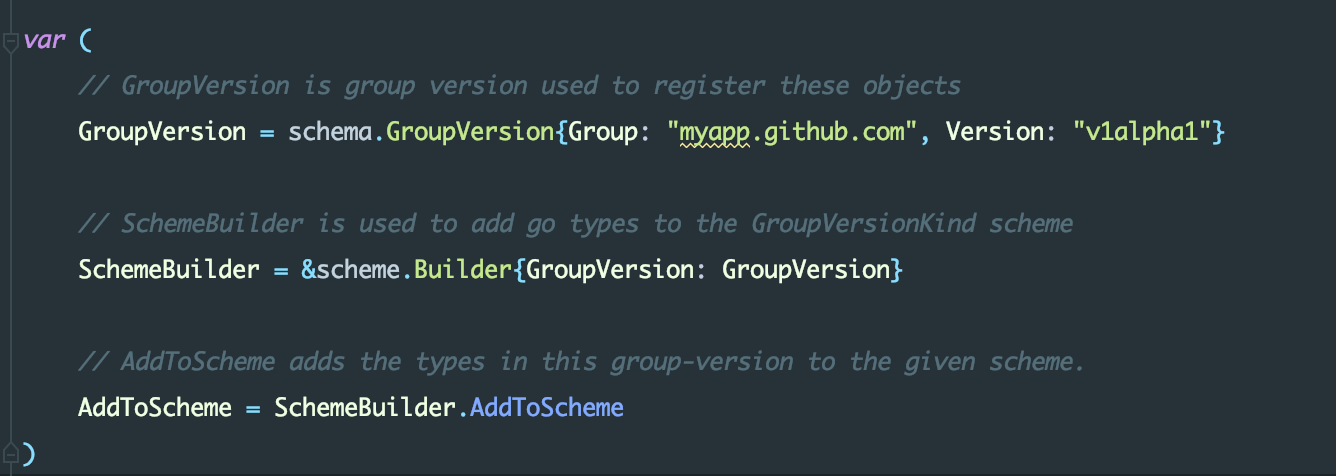 var (
// GroupVersion is group version used to register these objects
GroupVersion = schema.GroupVersion{Group: "myapp.github.com", Version: "v1alpha1"}
// SchemeBuilder is used to add go types to the GroupVersionKind scheme
SchemeBuilder = &scheme.Builder{GroupVersion: GroupVersion}
// AddToScheme adds the types in this group-version to the given scheme.
AddToScheme = SchemeBuilder.AddToScheme
)